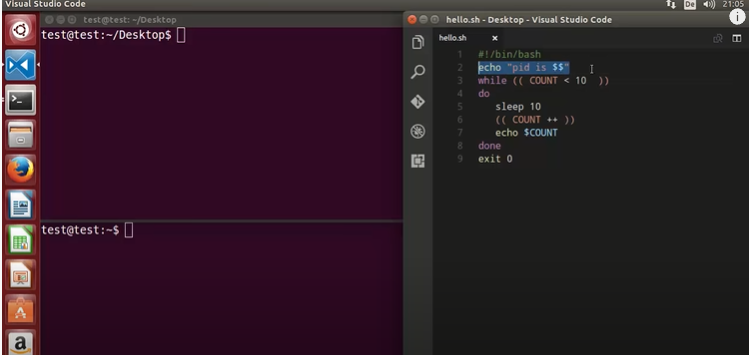 Visual Studio Code
De
21:05
test@test: ~/Desktop
test@test:~/Desktop$
test@test:~$
hello.sh - Desktop - Visual Studio Code
hello.sh
1 #!/bin/bash
2 echo "pid is $$"
3 while (( COUNT < 10 ))
4 do
5 sleep 10
6 (( COUNT ++ ))
7 echo $COUNT
8 done
9 exit 0